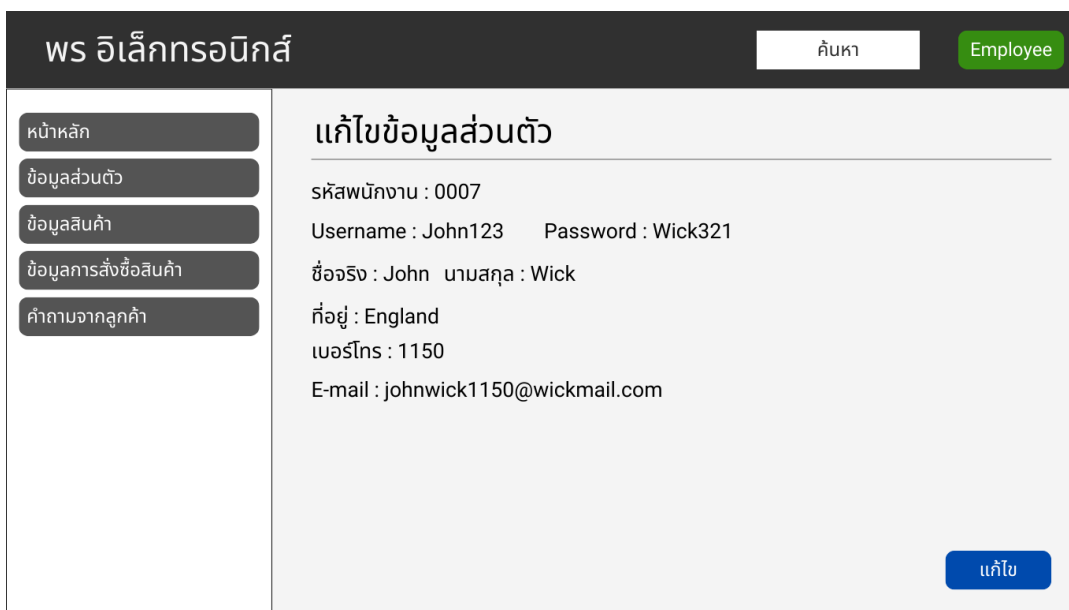 พร อิเล็กทรอนิกส์
ค้นหา
Employee
หน้าหลัก
ข้อมูลส่วนตัว
ข้อมูลสินค้า
ข้อมูลการสั่งซื้อสินค้า
คำถามจากลูกค้า
แก้ไขข้อมูลส่วนตัว
รหัสพนักงาน : 0007
Username : John123 Password : Wick321
ชื่อจริง : John นามสกุล : Wick
ที่อยู่ : England
เบอร์โทร : 1150
E-mail : johnwick1150@wickmail.com
แก้ไข